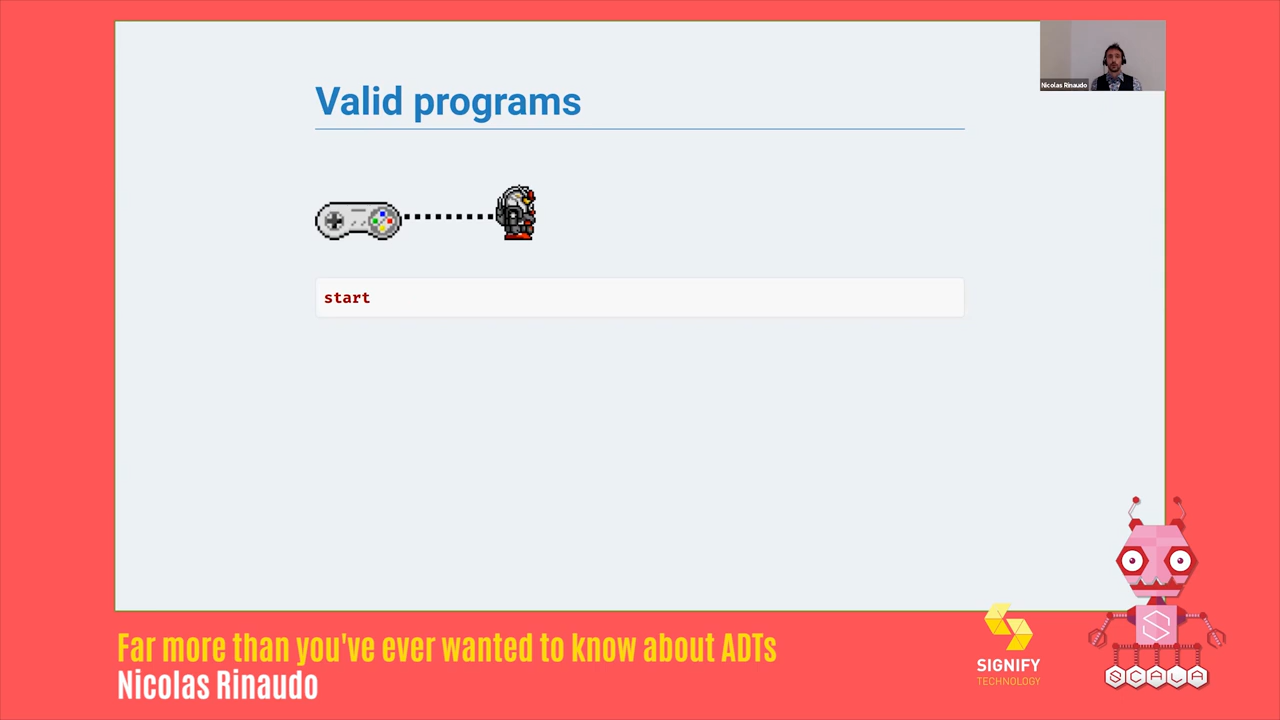 Valid programs
Nicolas Rinaudo
start
Far more than you've ever wanted to know about ADTs
Nicolas Rinaudo
SIGNIFY
TECHNOLOGY
SCALA